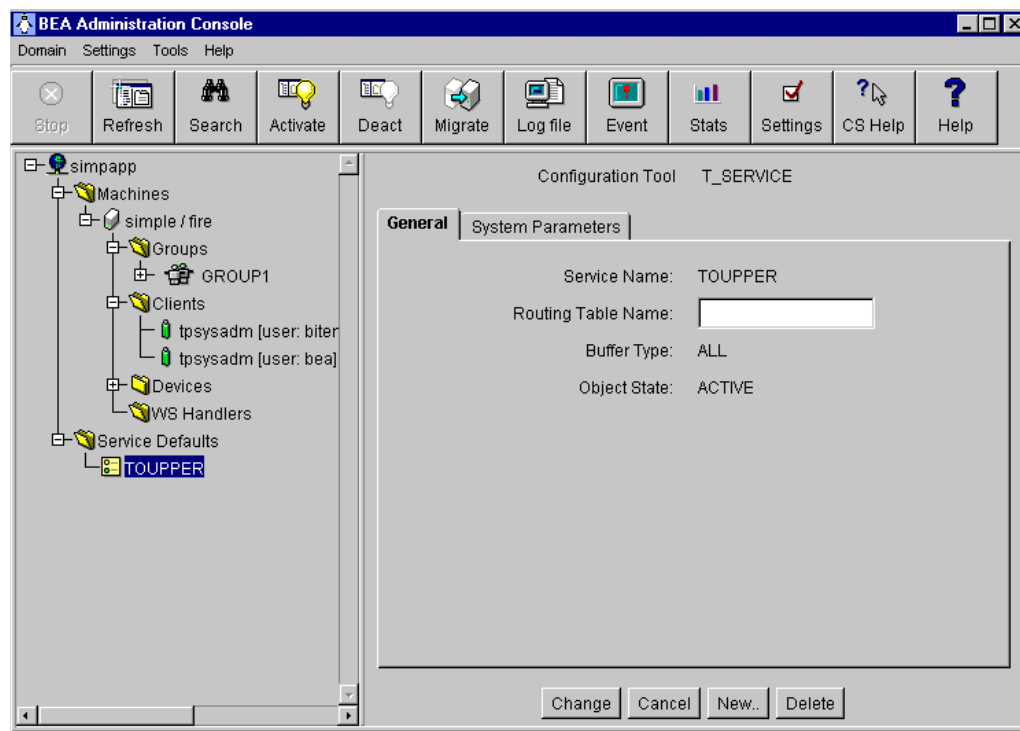 BEA Administration Console
Domain Settings Tools Help
Stop Refresh Search Activate Deact Migrate Log file Event Stats Settings CS Help Help
simpapp
Machines
simple / fire
Groups
GROUP1
Clients
tpsysadm [user: biter
tpsysadm [user: bea]
Devices
WS Handlers
Service Defaults
TOUPPER
Configuration Tool T_SERVICE
General System Parameters
Service Name: TOUPPER
Routing Table Name:
Buffer Type: ALL
Object State: ACTIVE
Change Cancel New.. Delete